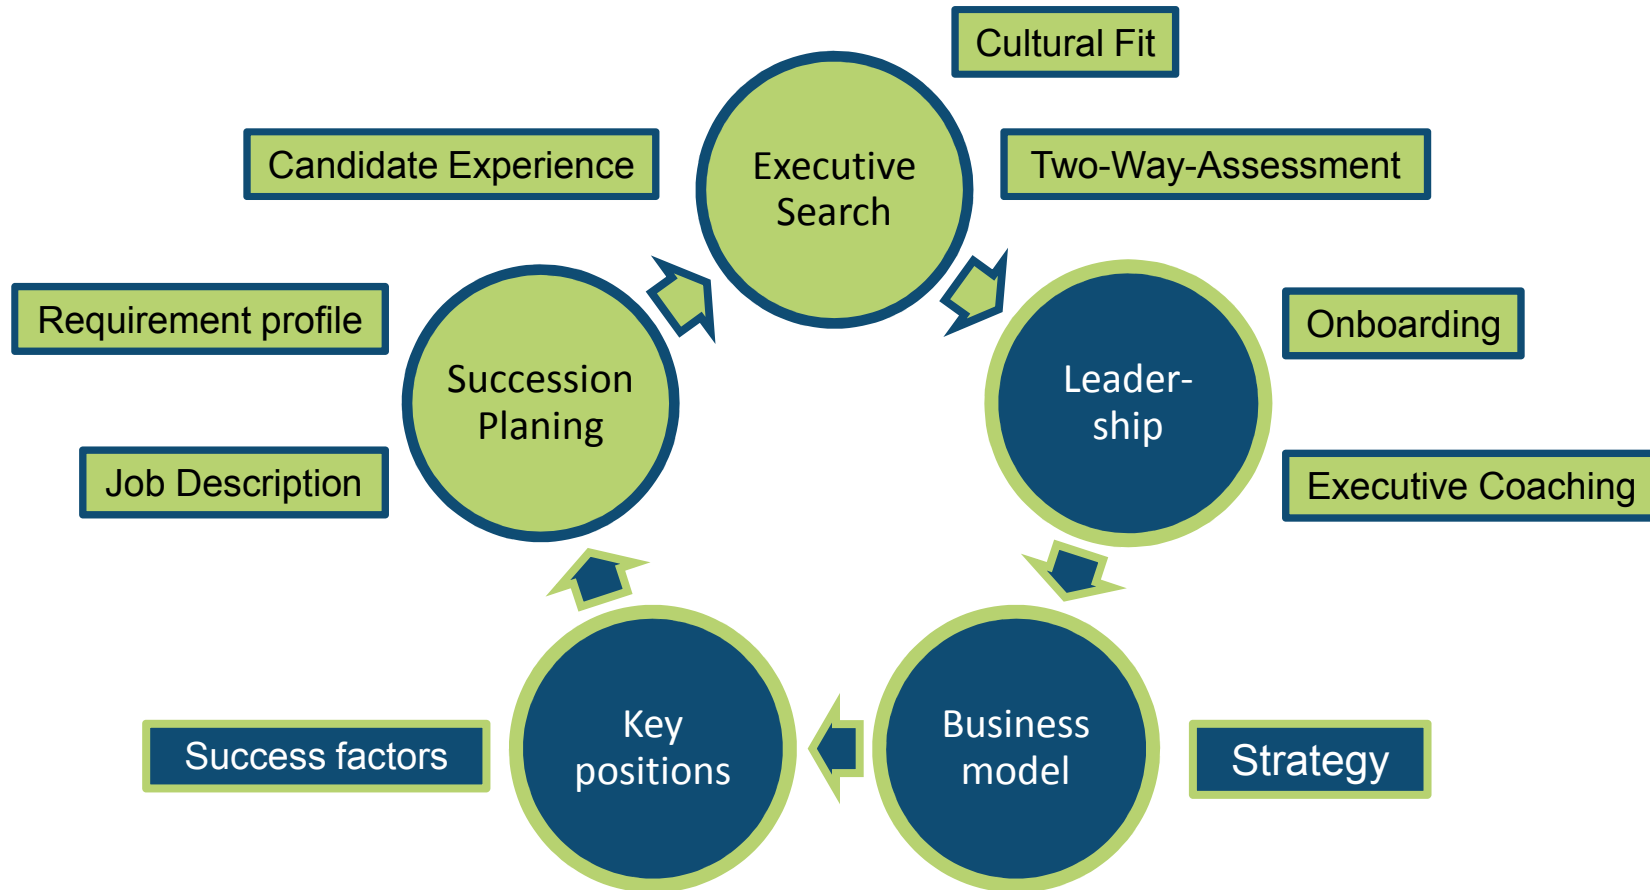 Cultural Fit
Candidate Experience
Executive
Search
Two-Way-Assessment
Requirement profile
Succession
Planing
Job Description
Leader-
ship
Onboarding
Executive Coaching
Success factors
Key
positions
Business
model
Strategy